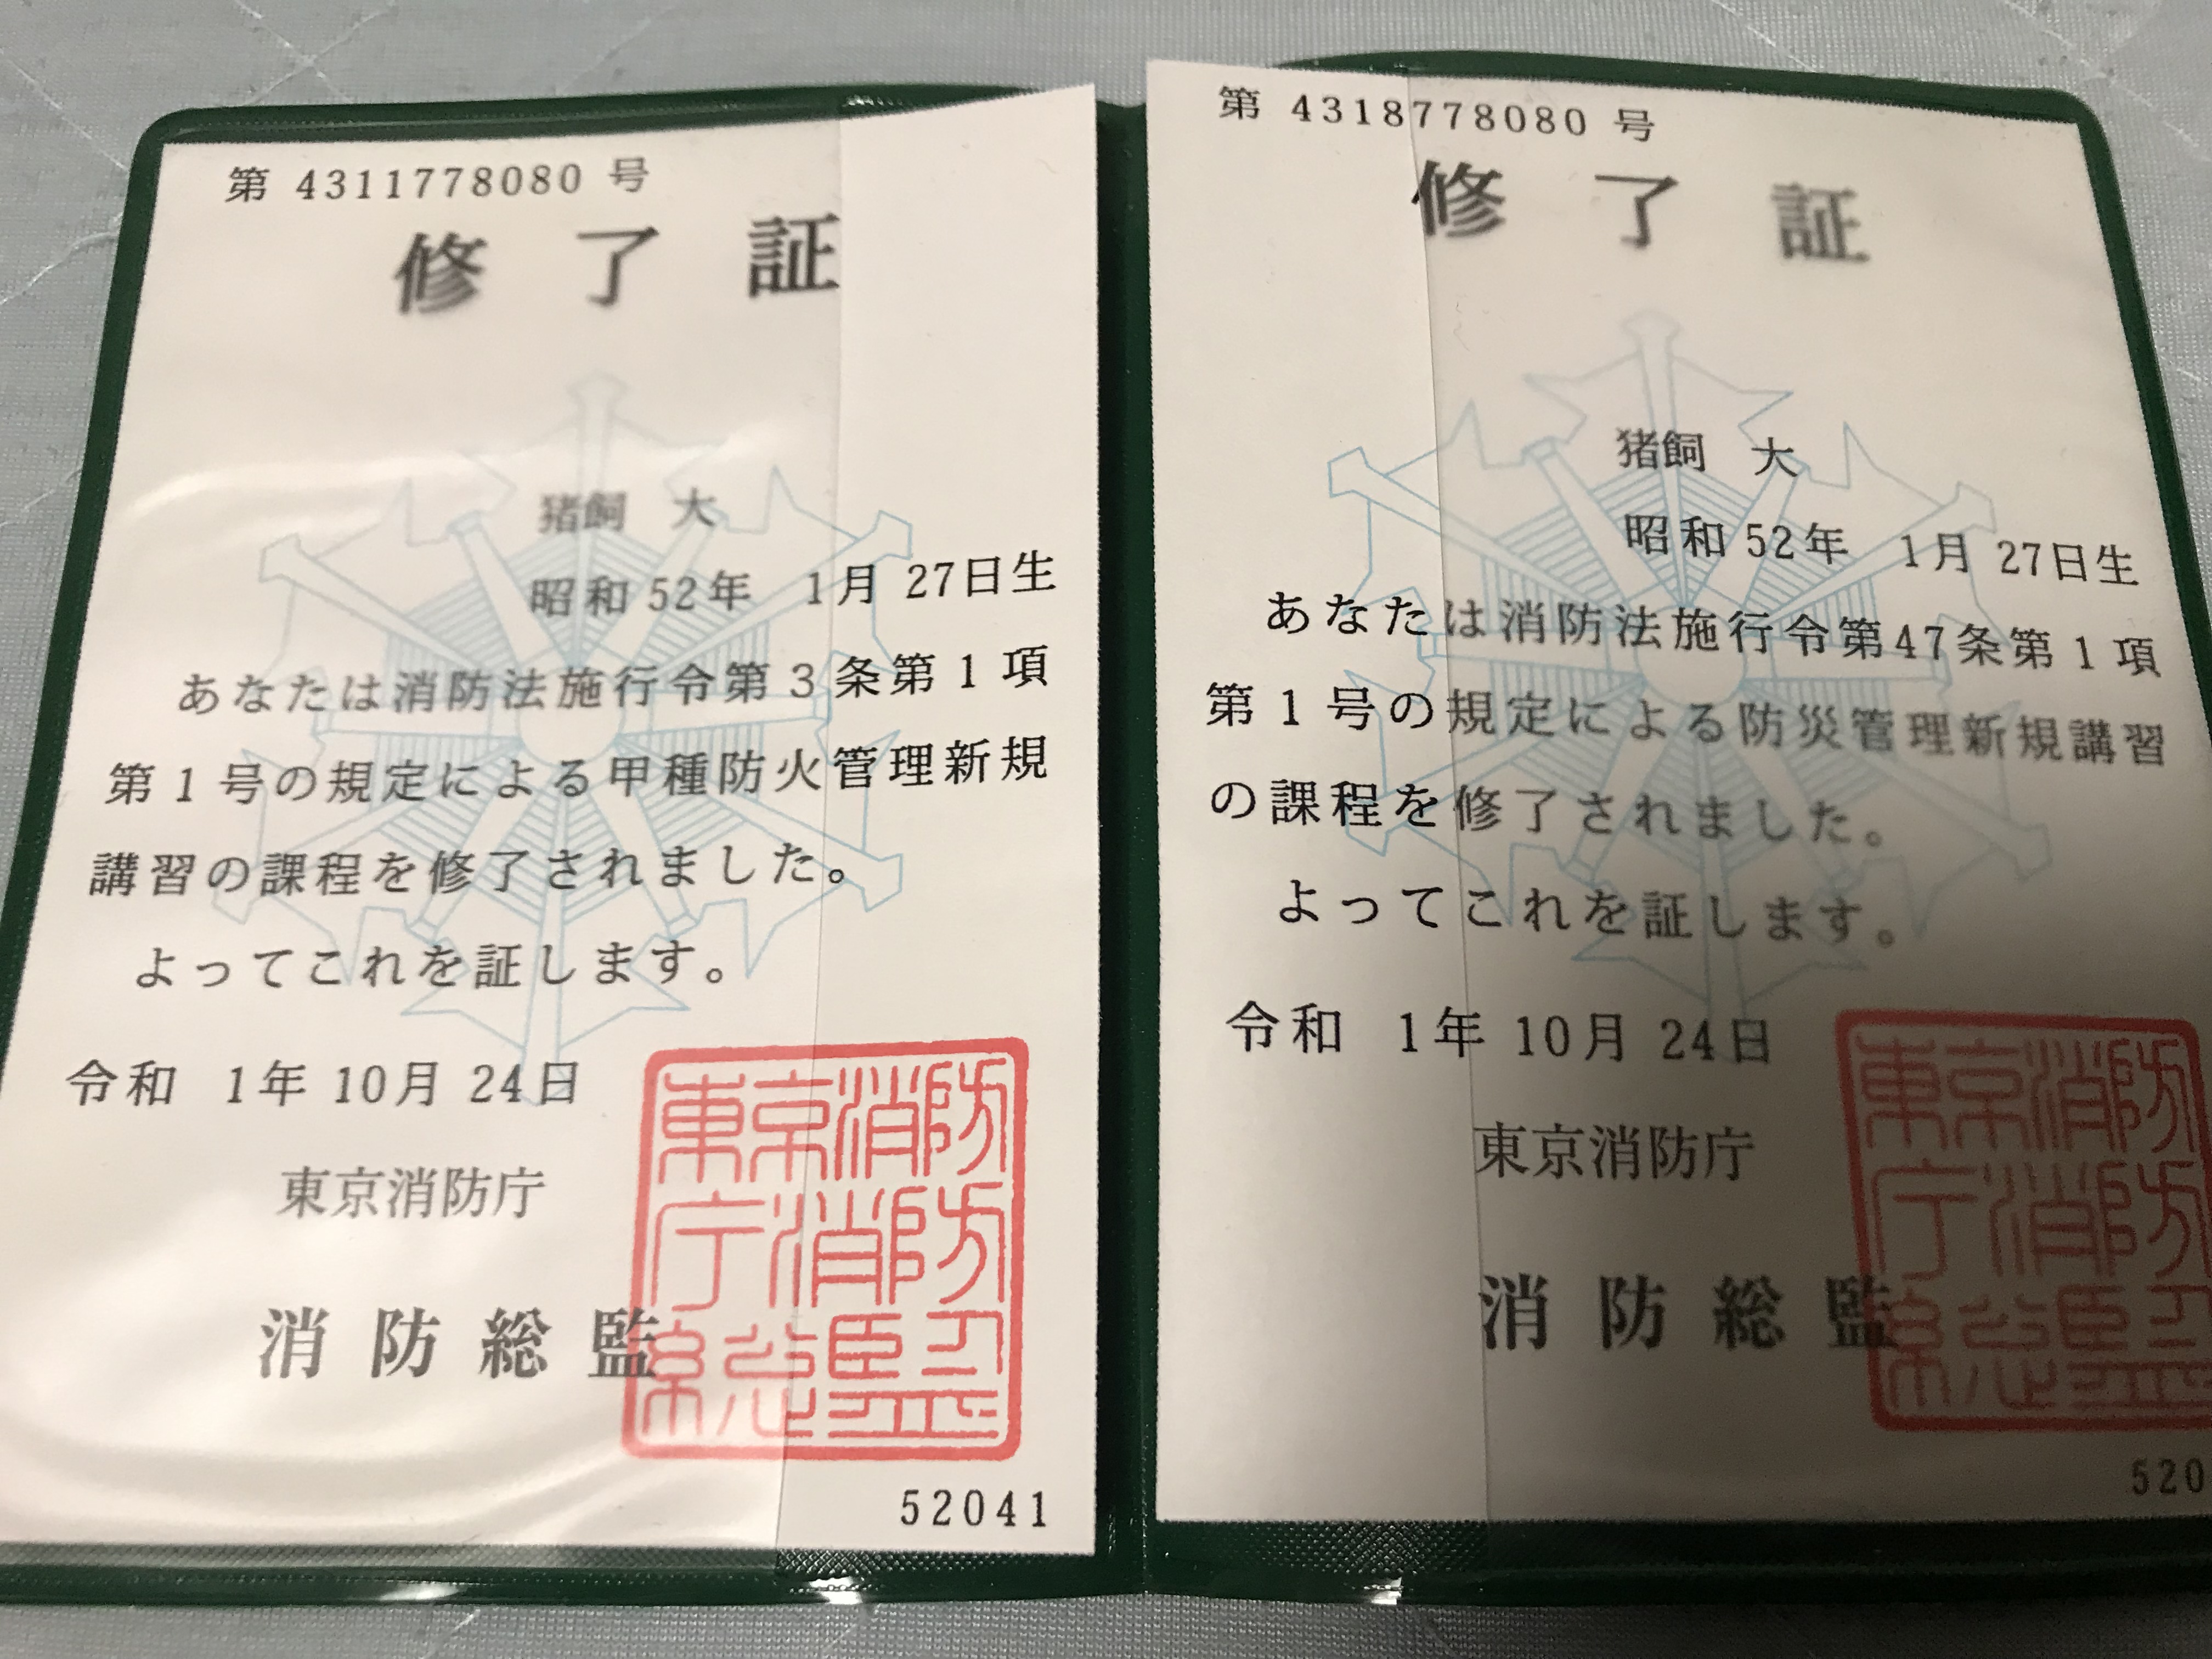 第 4311778080 号
修了証
猪飼 大
昭和 52年 1月 27日生
あなたは消防法施行令第3条第1項
第1号の規定による甲種防火管理新規
講習の課程を修了されました。
よってこれを証します。
令和 1年 10月 24日
東京消防庁
消防総監
東京消防
庁消防
総監
52041
第 4318778080 号
修了証
猪飼 大
昭和 52年 1月 27日生
あなたは消防法施行令第47条第1項
第1号の規定による防災管理新規講習
の課程を修了されました。
よってこれを証します。
令和 1年 10月 24日
東京消防庁
消防総監
東京消防
庁消防
総監
520